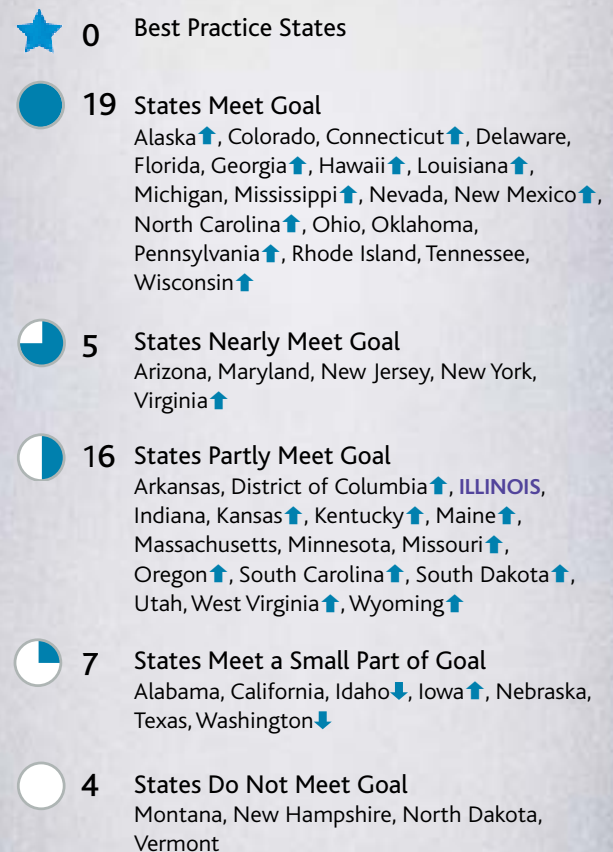 0 Best Practice States
19 States Meet Goal
Alaska⬆, Colorado, Connecticut⬆, Delaware,
Florida, Georgia⬆, Hawaii⬆, Louisiana⬆,
Michigan, Mississippi⬆, Nevada, New Mexico⬆,
North Carolina⬆, Ohio, Oklahoma,
Pennsylvania⬆, Rhode Island, Tennessee,
Wisconsin⬆
5 States Nearly Meet Goal
Arizona, Maryland, New Jersey, New York,
Virginia⬆
16 States Partly Meet Goal
Arkansas, District of Columbia⬆, ILLINOIS,
Indiana, Kansas⬆, Kentucky⬆, Maine⬆,
Massachusetts, Minnesota, Missouri⬆,
Oregon⬆, South Carolina⬆, South Dakota⬆,
Utah, West Virginia⬆, Wyoming⬆
7 States Meet a Small Part of Goal
Alabama, California, Idaho⬇, Iowa⬆, Nebraska,
Texas, Washington⬇
4 States Do Not Meet Goal
Montana, New Hampshire, North Dakota,
Vermont